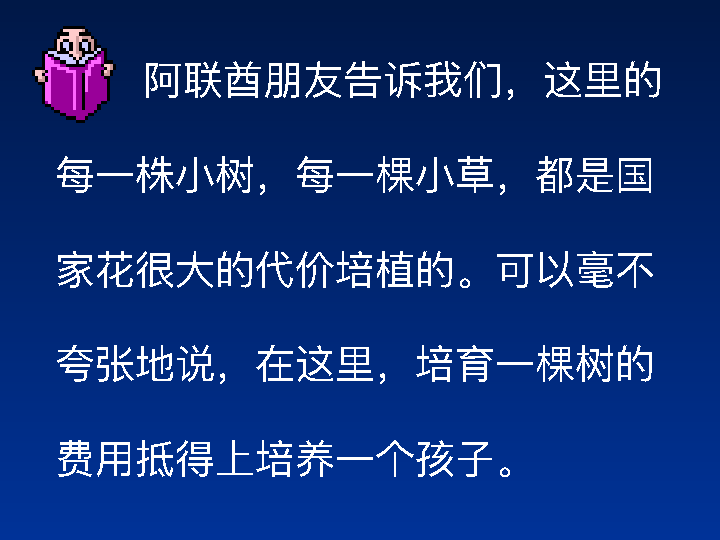 阿联酋朋友告诉我们，这里的
每一株小树，每一棵小草，都是国
家花很大的代价培植的。可以毫不
夸张地说，在这里，培育一棵树的
费用抵得上培养一个孩子。